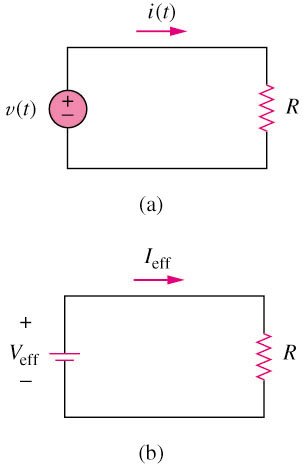 i(t)
v(t)
+
−
R
(a)
I_eff
+
V_eff
−
R
(b)